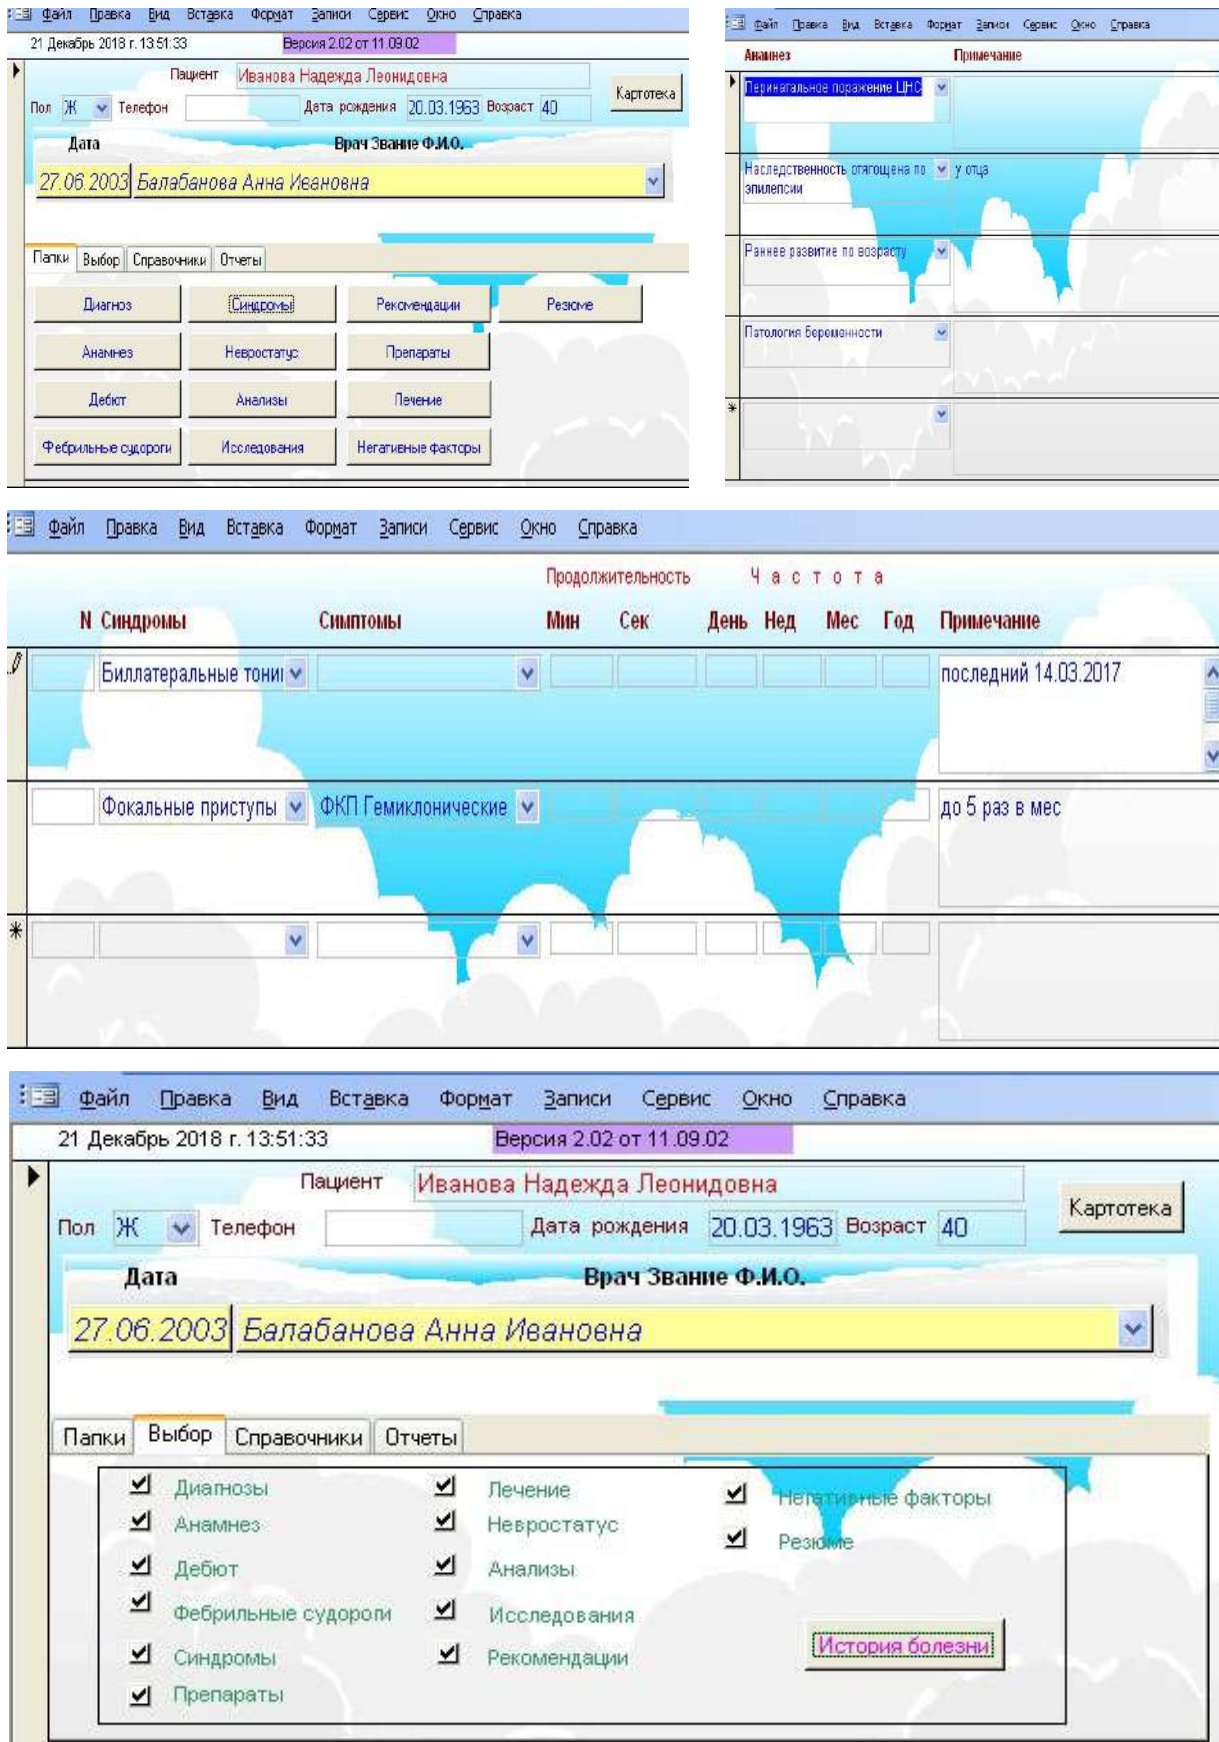 Файл Правка Вид Вставка Формат Записи Сервис Окно Справка
21 Декабрь 2018 г. 13:51:33 Версия 2.02 от 11.09.02
Пациент Иванова Надежда Леонидовна
Картотека
Пол Ж Телефон Дата рождения 20.03.1963 Возраст 40
Дата Врач Звание Ф.И.О.
27.06.2003 Балабанова Анна Ивановна
Папки Выбор Справочники Отчеты
Диагноз Синдромы Рекомендации Резюме
Анамнез Невростатус Препараты
Дебют Анализы Лечение
Фебрильные судороги Исследования Негативные факторы
Файл Правка Вид Вставка Формат Записи Сервис Окно Справка
Анамнез Примечание
Перинатальное поражение ЦНС
Наследственность отягощена по у отца
эпилепсии
Раннее развитие по возрасту
Патология беременности
Файл Правка Вид Вставка Формат Записи Сервис Окно Справка
Продолжительность Ч а с т о т а
N Синдромы Симптомы Мин Сек День Нед Мес Год Примечание
Биллатеральные тони последний 14.03.2017
Фокальные приступы ФКП Гемиклонические до 5 раз в мес
Файл Правка Вид Вставка Формат Записи Сервис Окно Справка
21 Декабрь 2018 г. 13:51:33 Версия 2.02 от 11.09.02
Пациент Иванова Надежда Леонидовна
Картотека
Пол Ж Телефон Дата рождения 20.03.1963 Возраст 40
Дата Врач Звание Ф.И.О.
27.06.2003 Балабанова Анна Ивановна
Папки Выбор Справочники Отчеты
Диагнозы Лечение Негативные факторы
Анамнез Невростатус Резюме
Дебют Анализы
Фебрильные судороги Исследования
История болезни
Синдромы Рекомендации
Препараты